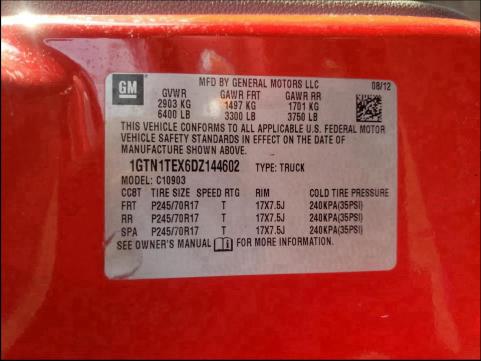 GM
MFD BY GENERAL MOTORS LLC 08/12
GVWR GAWR FRT GAWR RR
2903 KG 1497 KG 1701 KG
6400 LB 3300 LB 3750 LB
THIS VEHICLE CONFORMS TO ALL APPLICABLE U.S. FEDERAL MOTOR
VEHICLE SAFETY STANDARDS IN EFFECT ON THE DATE OF
MANUFACTURE SHOWN ABOVE.
1GTN1TEX6DZ144602 TYPE: TRUCK
MODEL: C10903
CC8T TIRE SIZE SPEED RTG RIM COLD TIRE PRESSURE
FRT P245/70R17 T 17X7.5J 240KPA(35PSI)
RR P245/70R17 T 17X7.5J 240KPA(35PSI)
SPA P245/70R17 T 17X7.5J 240KPA(35PSI)
SEE OWNER'S MANUAL FOR MORE INFORMATION.